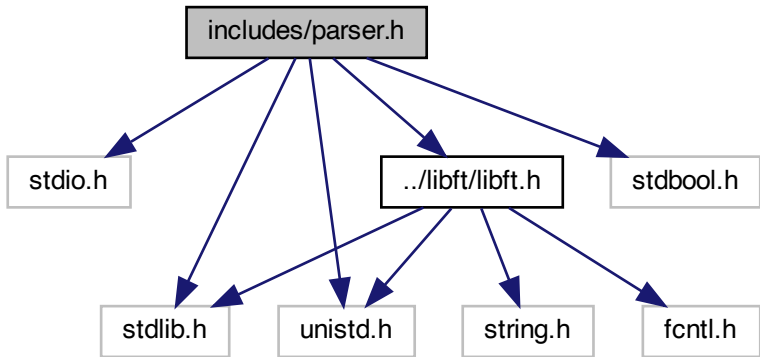 includes/parser.h
stdio.h
../libft/libft.h
stdbool.h
stdlib.h
unistd.h
string.h
fcntl.h